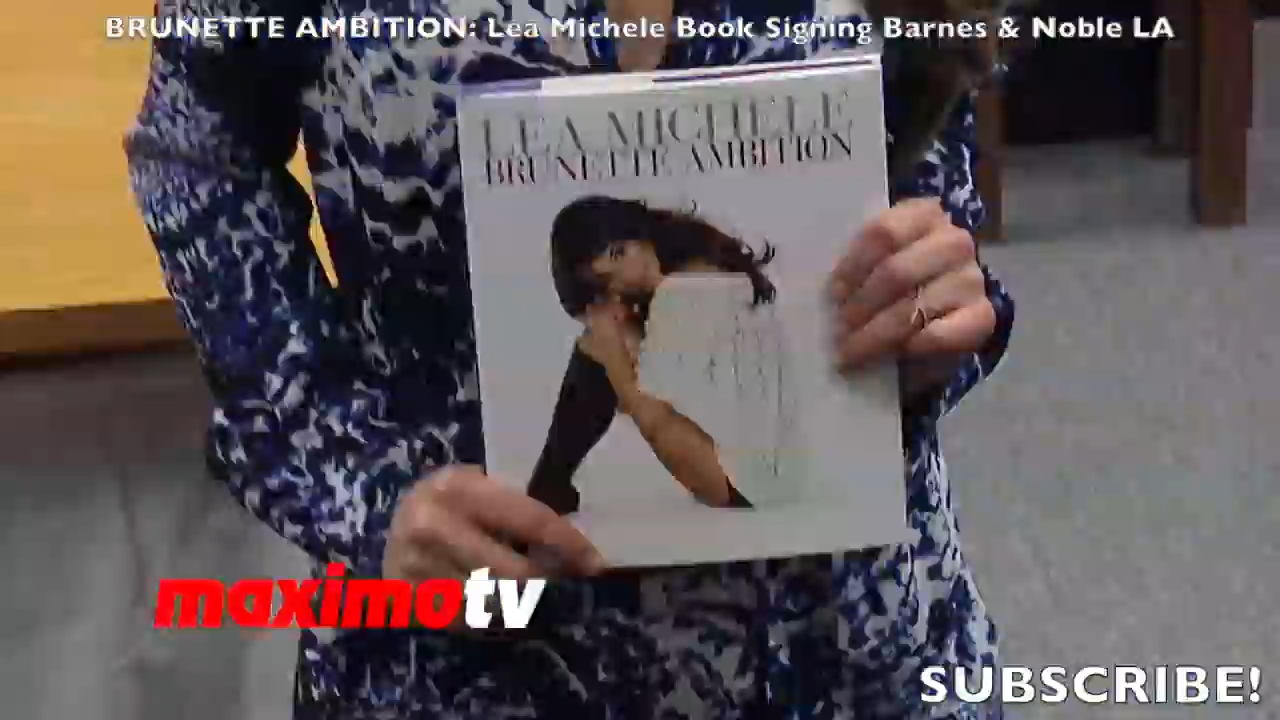 BRUNETTE AMBITION: Lea Michele Book Signing Barnes & Noble LA
LEA MICHELE
BRUNETTE AMBITION
maximotv
SUBSCRIBE!